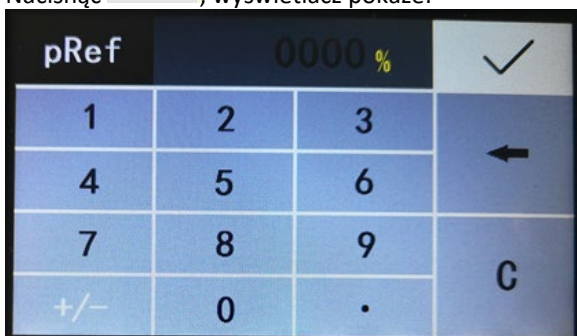 Nacisnąć , wyświetlacz pokaże:
pRef 0000 %
1 2 3
4 5 6
7 8 9 C
+/- 0 .